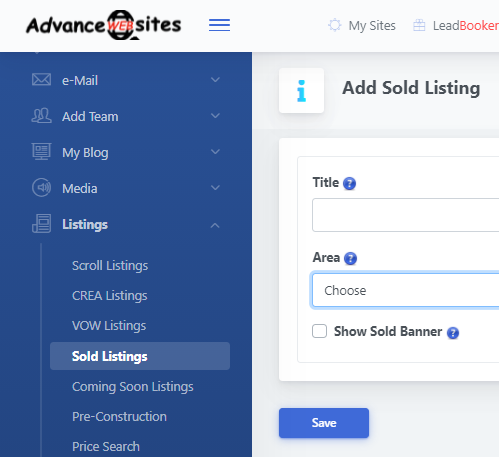 Advance WEB sites
My Sites
LeadBooker
e-Mail
Add Team
My Blog
Media
Listings
Scroll Listings
CREA Listings
VOW Listings
Sold Listings
Coming Soon Listings
Pre-Construction
Price Search
Add Sold Listing
Title ?
Area ?
Choose
Show Sold Banner ?
Save